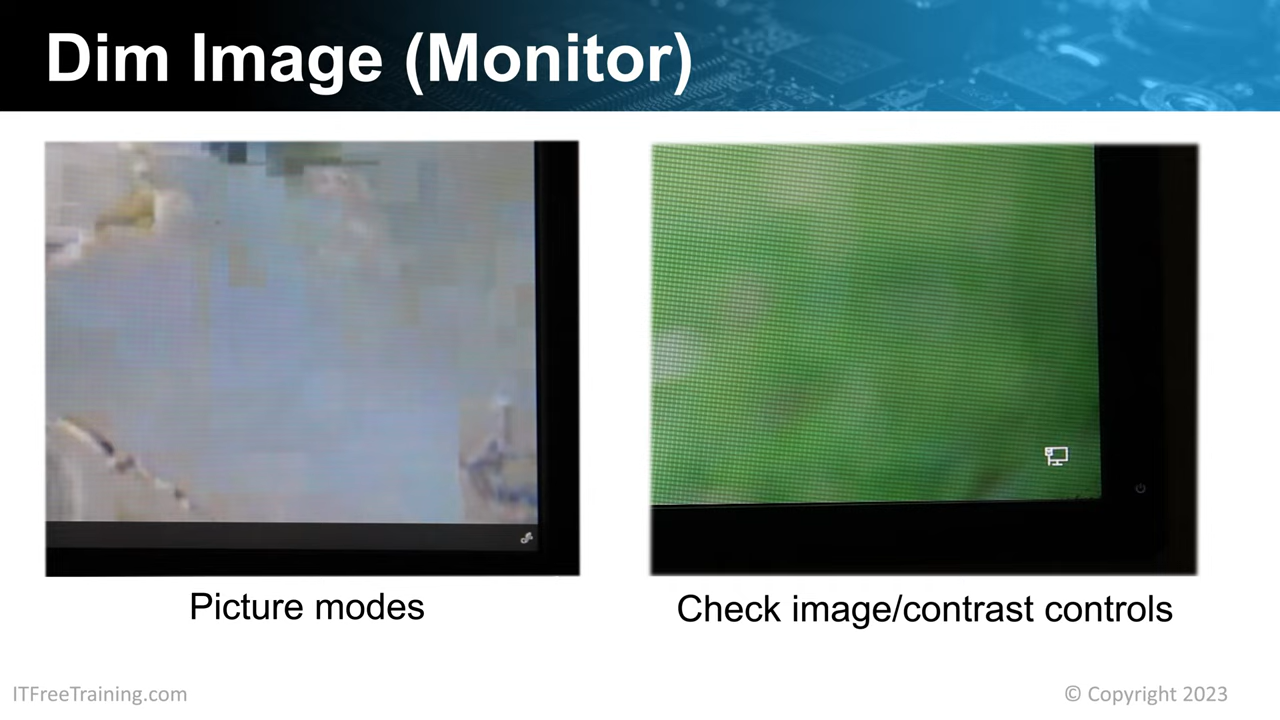 Dim Image (Monitor)
Picture modes
Check image/contrast controls
ITFreeTraining.com
© Copyright 2023